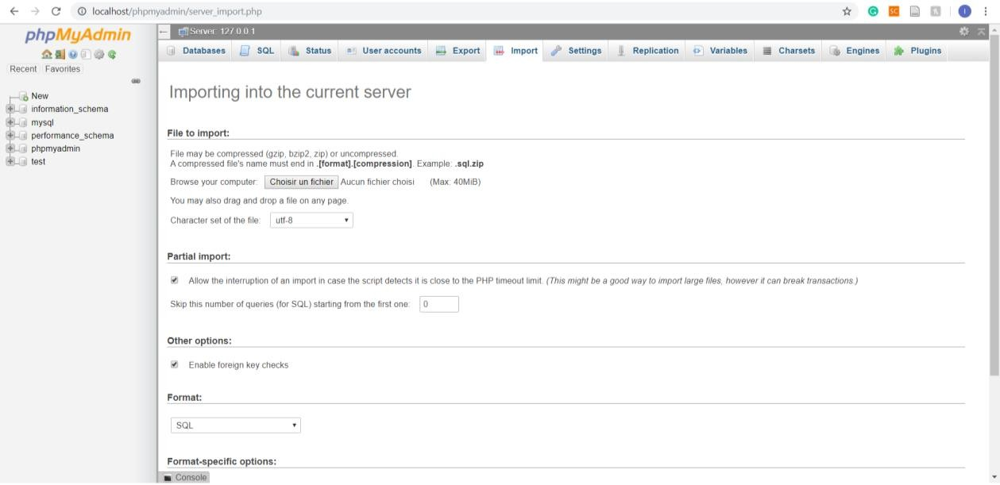 localhost/phpmyadmin/server_import.php
phpMyAdmin
Recent Favorites
New
information_schema
mysql
performance_schema
phpmyadmin
test
Server: 127.0.0.1
Databases SQL Status User accounts Export Import Settings Replication Variables Charsets Engines Plugins
Importing into the current server
File to import:
File may be compressed (gzip, bzip2, zip) or uncompressed.
A compressed file's name must end in .[format].[compression]. Example: .sql.zip
Browse your computer: Choisir un fichier Aucun fichier choisi (Max: 40MiB)
You may also drag and drop a file on any page.
Character set of the file: utf-8
Partial import:
Allow the interruption of an import in case the script detects it is close to the PHP timeout limit. (This might be a good way to import large files, however it can break transactions.)
Skip this number of queries (for SQL) starting from the first one: 0
Other options:
Enable foreign key checks
Format:
SQL
Format-specific options:
Console